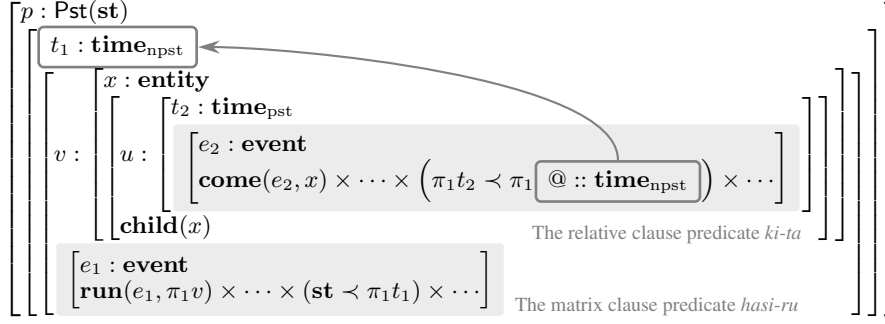 p : Pst(st)
t₁ : time_npst
x : entity
t₂ : time_pst
v : u : e₂ : event
come(e₂, x) × ⋯ × (π₁t₂ ≺ π₁ @ :: time_npst) × ⋯
child(x)
The relative clause predicate ki-ta
e₁ : event
run(e₁, π₁v) × ⋯ × (st ≺ π₁t₁) × ⋯
The matrix clause predicate hasi-ru